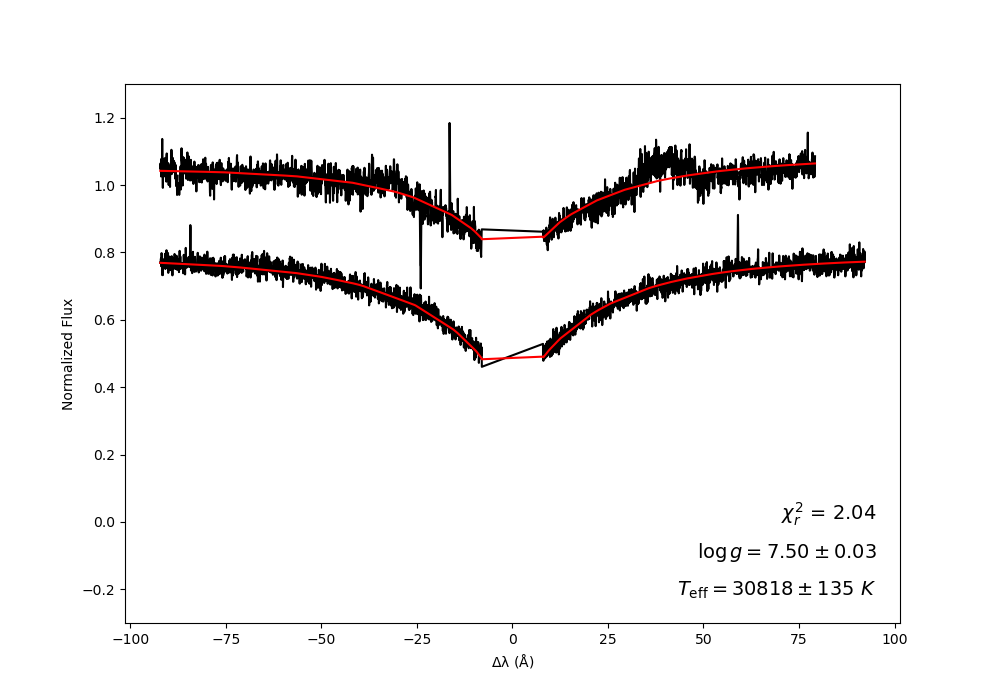 1.2
1.0
0.8
0.6
0.4
0.2
0.0
−0.2
Normalized Flux
χ²ᵣ = 2.04
log g = 7.50 ± 0.03
T_eff = 30818 ± 135 K
−100 −75 −50 −25 0 25 50 75 100
Δλ (Å)